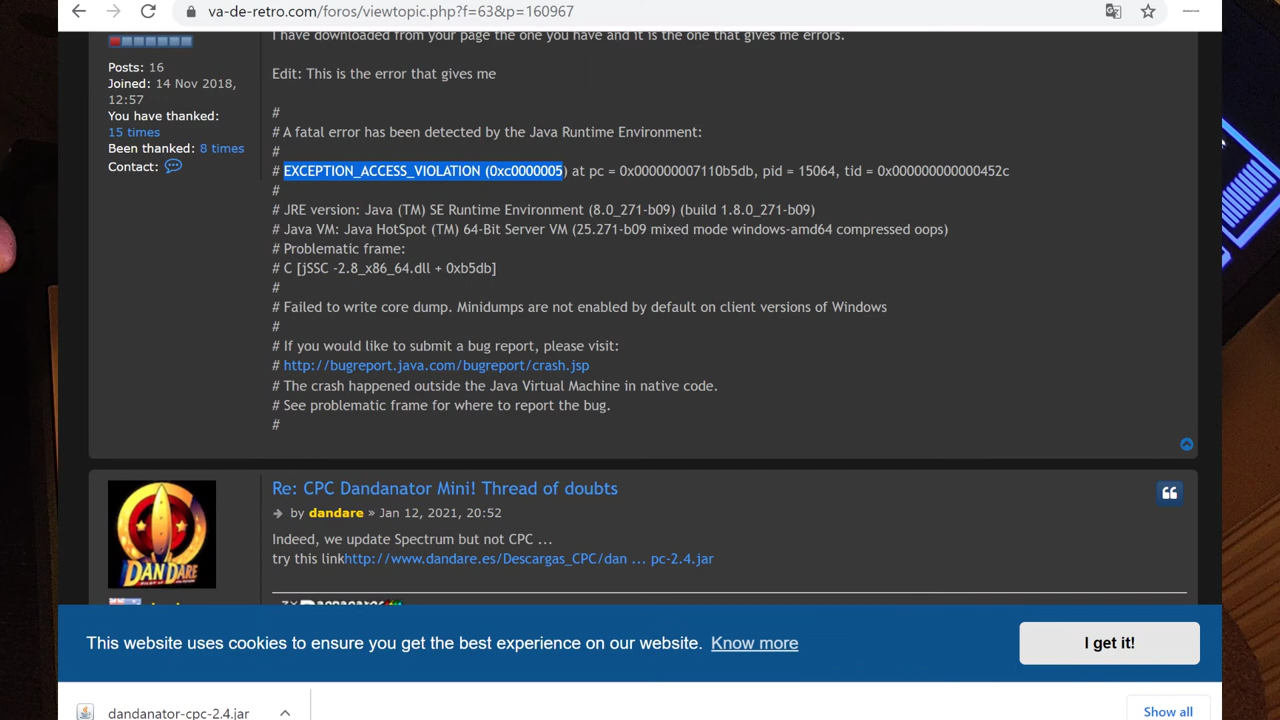 va-de-retro.com/foros/viewtopic.php?f=63&p=160967
I have downloaded from your page the one you have and it is the one that gives me errors.
Posts: 16
Joined: 14 Nov 2018,
12:57
You have thanked:
15 times
Been thanked: 8 times
Contact:
Edit: This is the error that gives me
#
# A fatal error has been detected by the Java Runtime Environment:
#
# EXCEPTION_ACCESS_VIOLATION (0xc0000005) at pc = 0x000000007110b5db, pid = 15064, tid = 0x000000000000452c
#
# JRE version: Java (TM) SE Runtime Environment (8.0_271-b09) (build 1.8.0_271-b09)
# Java VM: Java HotSpot (TM) 64-Bit Server VM (25.271-b09 mixed mode windows-amd64 compressed oops)
# Problematic frame:
# C [jSSC -2.8_x86_64.dll + 0xb5db]
#
# Failed to write core dump. Minidumps are not enabled by default on client versions of Windows
#
# If you would like to submit a bug report, please visit:
# http://bugreport.java.com/bugreport/crash.jsp
# The crash happened outside the Java Virtual Machine in native code.
# See problematic frame for where to report the bug.
#
DAN DARE
Re: CPC Dandanator Mini! Thread of doubts
by dandare » Jan 12, 2021, 20:52
Indeed, we update Spectrum but not CPC ...
try this linkhttp://www.dandare.es/Descargas_CPC/dan ... pc-2.4.jar
This website uses cookies to ensure you get the best experience on our website. Know more
I get it!
dandanator-cpc-2.4.jar
Show all